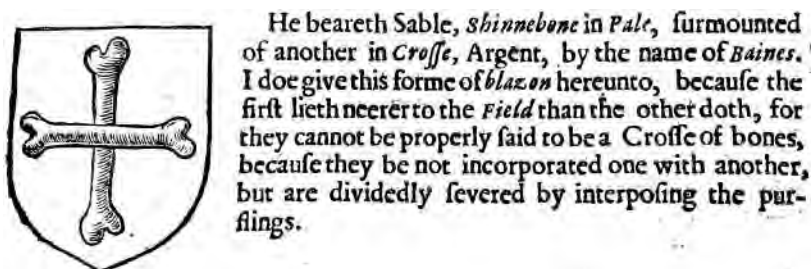 He beareth Sable, Shinnebone in Pale, ſurmounted
of another in Croſſe, Argent, by the name of Baines.
I doe give this forme of blazon hereunto, becauſe the
firſt lieth neerer to the Field than the other doth, for
they cannot be properly ſaid to be a Croſſe of bones,
becauſe they be not incorporated one with another,
but are dividedly ſevered by interpoſing the pur-
flings.